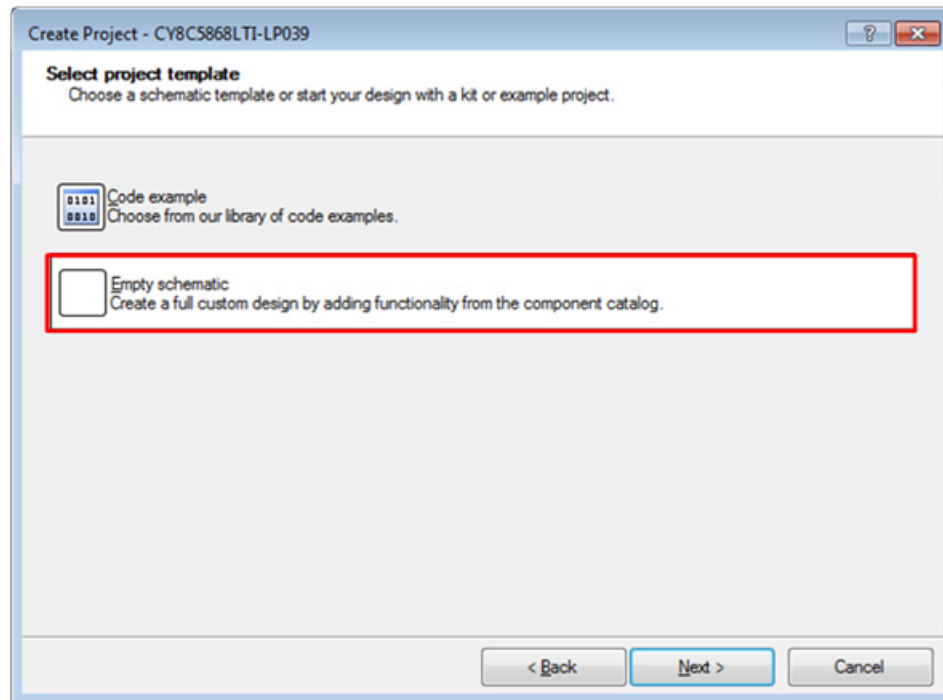 Create Project - CY8C5868LTI-LP039
Select project template
Choose a schematic template or start your design with a kit or example project.
0101
0010
Code example
Choose from our library of code examples.
Empty schematic
Create a full custom design by adding functionality from the component catalog.
< Back
Next >
Cancel